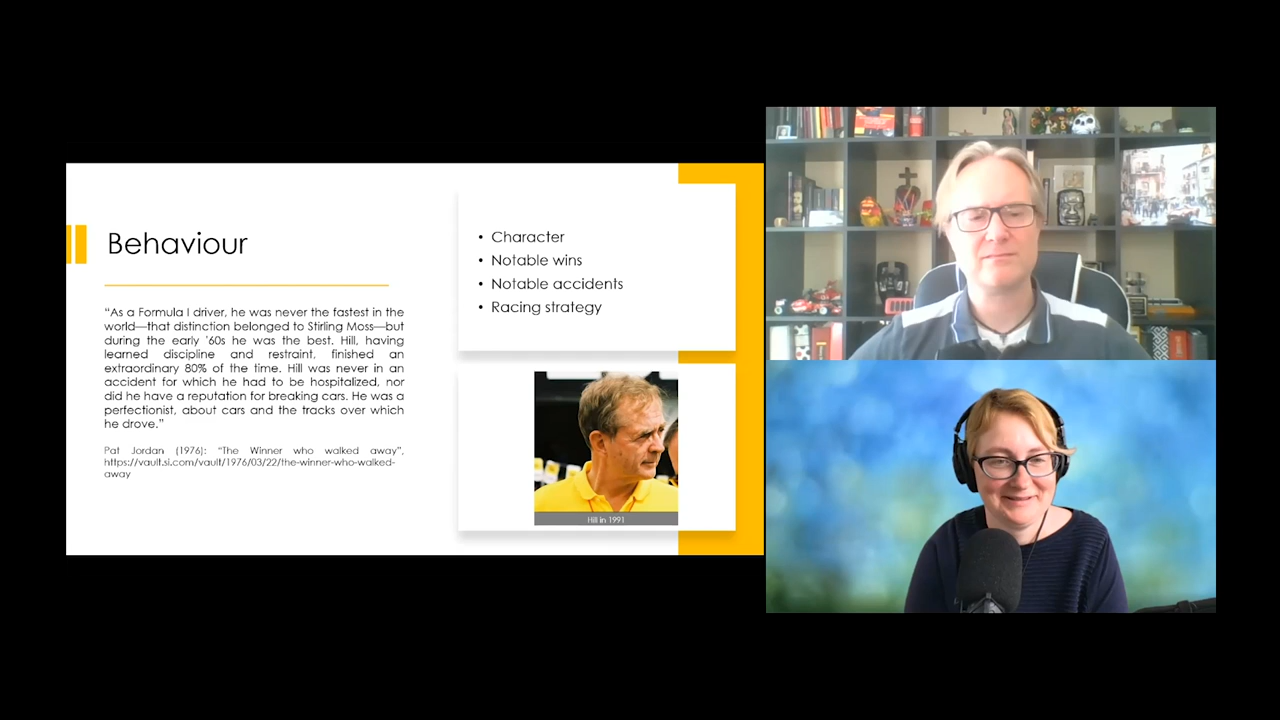 Behaviour
“As a Formula I driver, he was never the fastest in the
world—that distinction belonged to Stirling Moss—but
during the early '60s he was the best. Hill, having
learned discipline and restraint, finished an
extraordinary 80% of the time. Hill was never in an
accident for which he had to be hospitalized, nor
did he have a reputation for breaking cars. He was a
perfectionist, about cars and the tracks over which
he drove.”
Pat Jordan (1976): “The Winner who walked away”,
https://vault.si.com/vault/1976/03/22/the-winner-who-walked-
away
• Character
• Notable wins
• Notable accidents
• Racing strategy
Hill in 1991